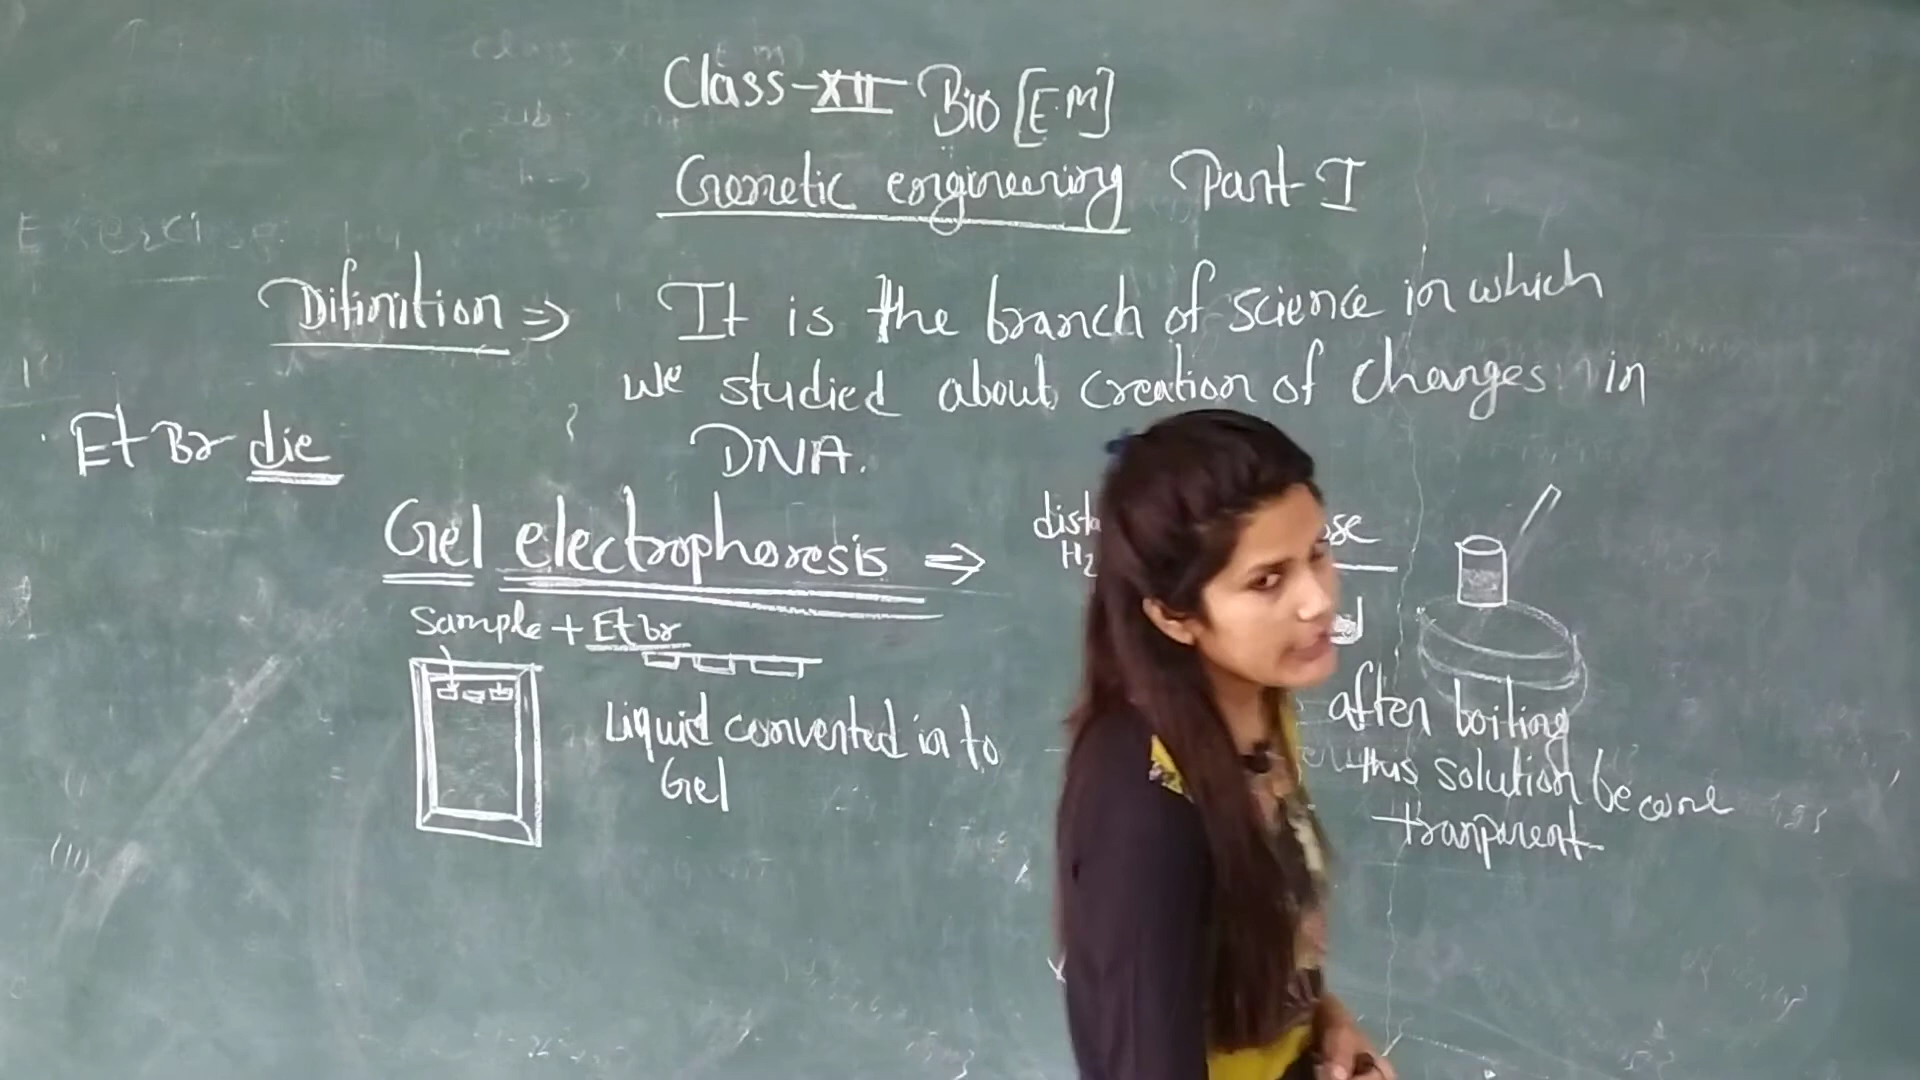 Class-XII Bio [E.M]
Genetic engineering Part I
Difinition ⇒ It is the branch of science in which
we studied about creation of changes in
DNA.
Et Br die
Gel electrophoresis ⇒
H2
Sample + Etbr
Liquid converted in to
Gel
after boiling
this solution become
tranparent